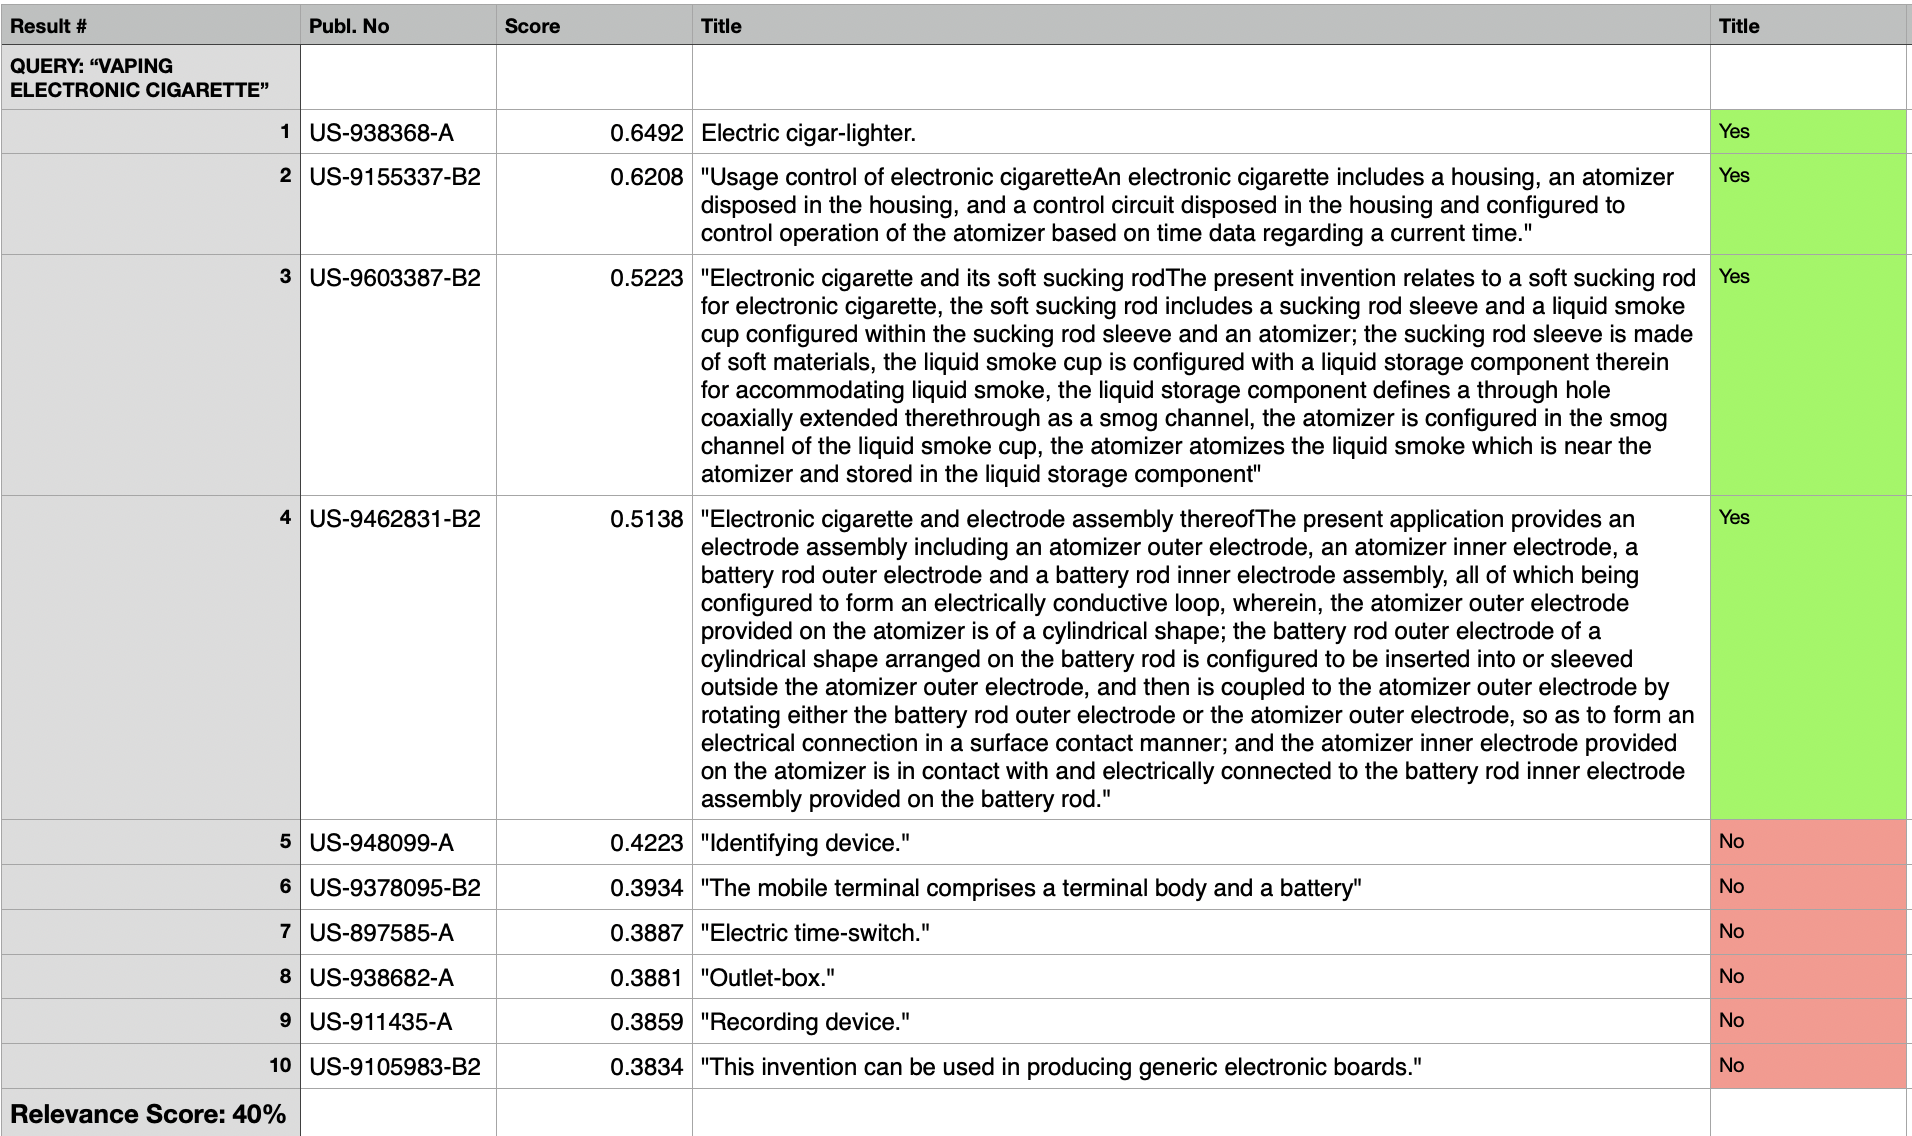 Result # Publ. No Score Title Title
QUERY: “VAPING
ELECTRONIC CIGARETTE”
1 US-938368-A 0.6492 Electric cigar-lighter. Yes
2 US-9155337-B2 0.6208 "Usage control of electronic cigaretteAn electronic cigarette includes a housing, an atomizer Yes
disposed in the housing, and a control circuit disposed in the housing and configured to
control operation of the atomizer based on time data regarding a current time."
3 US-9603387-B2 0.5223 "Electronic cigarette and its soft sucking rodThe present invention relates to a soft sucking rod Yes
for electronic cigarette, the soft sucking rod includes a sucking rod sleeve and a liquid smoke
cup configured within the sucking rod sleeve and an atomizer; the sucking rod sleeve is made
of soft materials, the liquid smoke cup is configured with a liquid storage component therein
for accommodating liquid smoke, the liquid storage component defines a through hole
coaxially extended therethrough as a smog channel, the atomizer is configured in the smog
channel of the liquid smoke cup, the atomizer atomizes the liquid smoke which is near the
atomizer and stored in the liquid storage component"
4 US-9462831-B2 0.5138 "Electronic cigarette and electrode assembly thereofThe present application provides an Yes
electrode assembly including an atomizer outer electrode, an atomizer inner electrode, a
battery rod outer electrode and a battery rod inner electrode assembly, all of which being
configured to form an electrically conductive loop, wherein, the atomizer outer electrode
provided on the atomizer is of a cylindrical shape; the battery rod outer electrode of a
cylindrical shape arranged on the battery rod is configured to be inserted into or sleeved
outside the atomizer outer electrode, and then is coupled to the atomizer outer electrode by
rotating either the battery rod outer electrode or the atomizer outer electrode, so as to form an
electrical connection in a surface contact manner; and the atomizer inner electrode provided
on the atomizer is in contact with and electrically connected to the battery rod inner electrode
assembly provided on the battery rod."
5 US-948099-A 0.4223 "Identifying device." No
6 US-9378095-B2 0.3934 "The mobile terminal comprises a terminal body and a battery" No
7 US-897585-A 0.3887 "Electric time-switch." No
8 US-938682-A 0.3881 "Outlet-box." No
9 US-911435-A 0.3859 "Recording device." No
10 US-9105983-B2 0.3834 "This invention can be used in producing generic electronic boards." No
Relevance Score: 40%